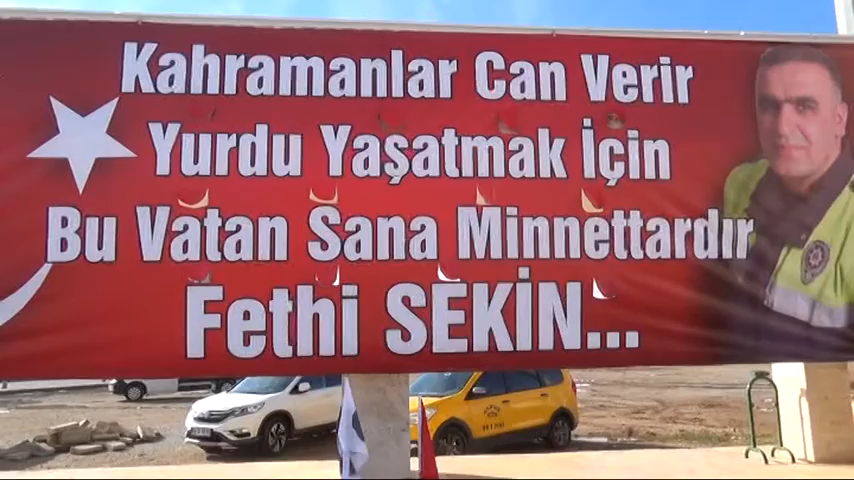 Kahramanlar Can Verir
Yurdu Yaşatmak İçin
Bu Vatan Sana Minnettardır
Fethi SEKİN...